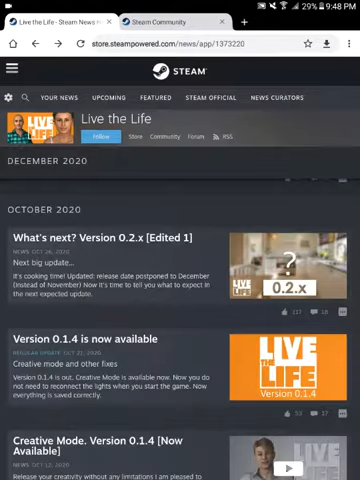 29% 9:48 PM
Live the Life - Steam News H
Steam Community
store.steampowered.com/news/app/1373220
STEAM
YOUR NEWS UPCOMING FEATURED STEAM OFFICIAL NEWS CURATORS
LIVE
LIFE
Live the Life
Follow Store Community Forum RSS
DECEMBER 2020
OCTOBER 2020
What's next? Version 0.2.x [Edited 1]
NEWS OCT 26, 2020
Next big update...
It's cooking time! Updated: release date postponed to December
(instead of November) Now it's time to tell you what to expect in
the next expected update.
?
0.2.x
117 18
Version 0.1.4 is now available
REGULAR UPDATE OCT 22, 2020
Creative mode and other fixes
Version 0.1.4 is out. Creative Mode is available now. Now you do
not need to reconnect the lights when you start the game. Now
everything is saved correctly.
LIVE
THE
LIFE
Version 0.1.4
53 37
Creative Mode. Version 0.1.4 [Now
Available]
NEWS OCT 12, 2020
Release your creativity without any limitations I am pleased to